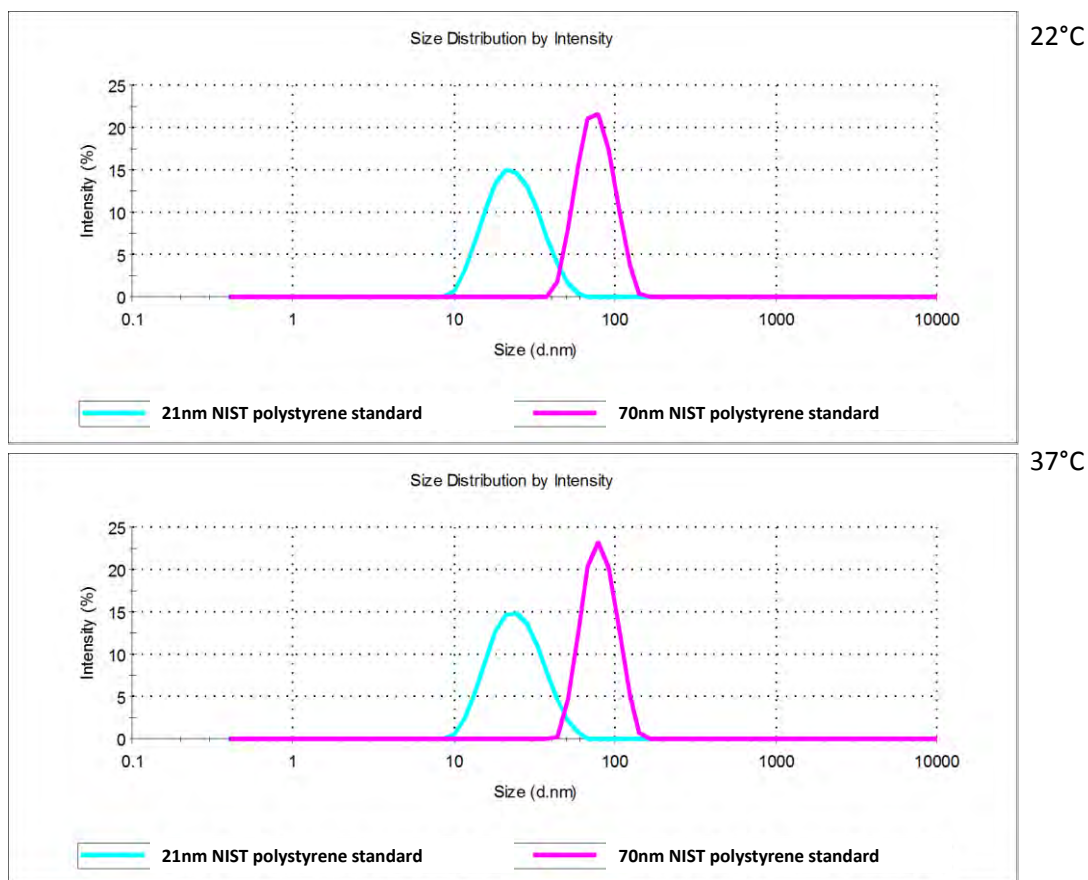 22°C
Size Distribution by Intensity
25
20
15
10
5
0
Intensity (%)
0.1 1 10 100 1000 10000
Size (d.nm)
21nm NIST polystyrene standard 70nm NIST polystyrene standard
37°C
Size Distribution by Intensity
25
20
15
10
5
0
Intensity (%)
0.1 1 10 100 1000 10000
Size (d.nm)
21nm NIST polystyrene standard 70nm NIST polystyrene standard